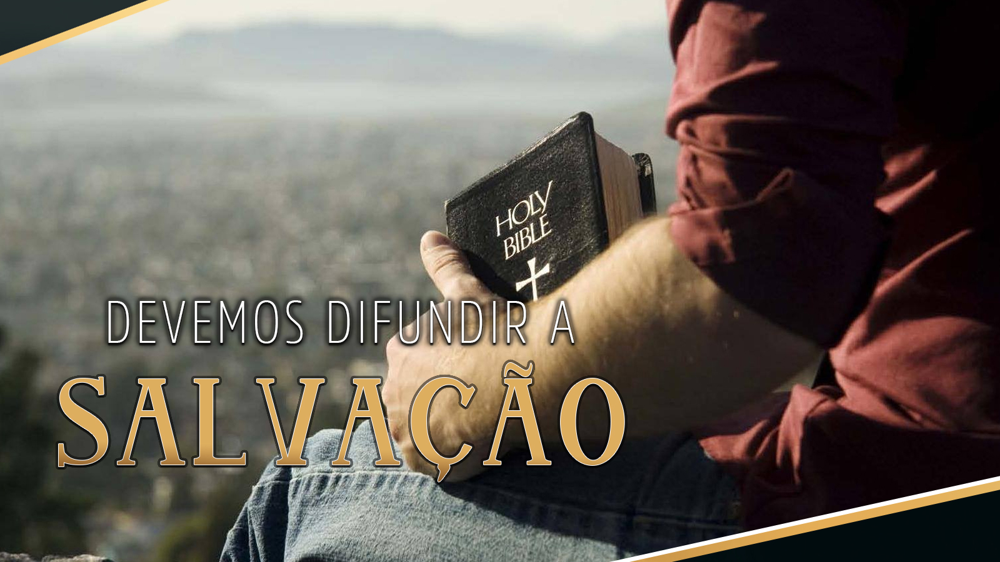 HOLY
BIBLE
DEVEMOS DIFUNDIR A
SALVAÇÃO